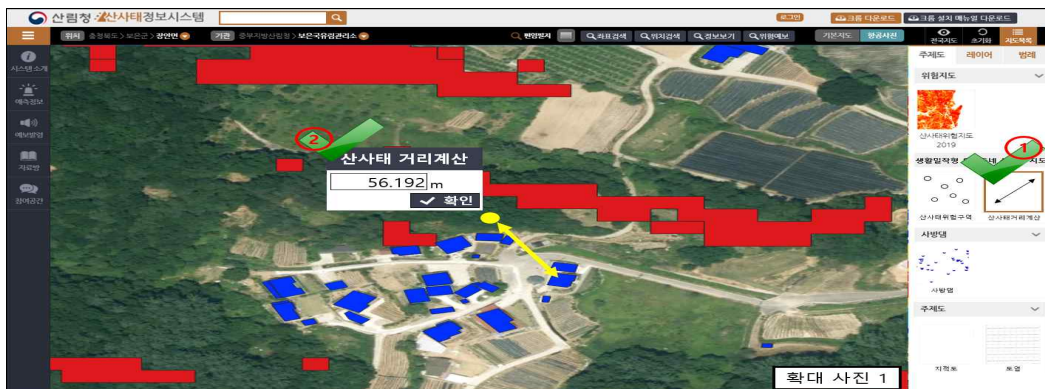 산림청 산사태정보시스템
로그인
크롬 다운로드
크롬 설치 매뉴얼 다운로드
위치 충청북도 > 보은군 > 장안면
기관 중부지방산림청 > 보은국유림관리소
좌표검색
위치검색
정보보기
위험예보
기본지도
항공사진
전국지도
초기화
지도목록
시스템 소개
예측정보
예보발령
자료방
참여공간
주제도
레이어
범례
위험지도
산사태위험지도
2019
생활밀착형
지도
산사태위험구역
산사태거리계산
사방댐
사방댐
주제도
지적도
토열
1
2
산사태 거리계산
56.192 m
확인
확대 사진 1